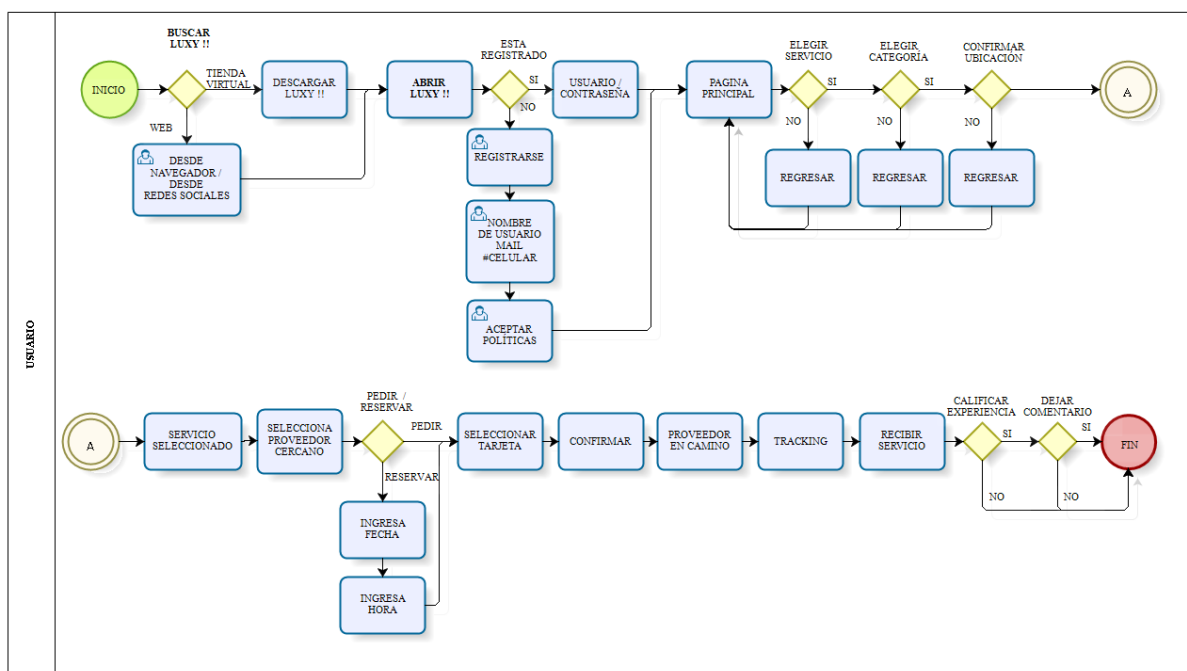 USUARIO
BUSCAR
LUXY !!
INICIO
TIENDA
VIRTUAL
WEB
DESCARGAR
LUXY !!
DESDE
NAVEGADOR /
DESDE
REDES SOCIALES
ABRIR
LUXY !!
ESTA
REGISTRADO
SI
NO
USUARIO /
CONTRASEÑA
REGISTRARSE
NOMBRE
DE USUARIO
MAIL
#CELULAR
ACEPTAR
POLÍTICAS
PAGINA
PRINCIPAL
ELEGIR
SERVICIO
SI
NO
REGRESAR
ELEGIR
CATEGORIA
SI
NO
REGRESAR
CONFIRMAR
UBICACIÓN
NO
REGRESAR
A
A
SERVICIO
SELECCIONADO
SELECCIONA
PROVEEDOR
CERCANO
PEDIR /
RESERVAR
PEDIR
RESERVAR
INGRESA
FECHA
INGRESA
HORA
SELECCIONAR
TARJETA
CONFIRMAR
PROVEEDOR
EN CAMINO
TRACKING
RECIBIR
SERVICIO
CALIFICAR
EXPERIENCIA
SI
NO
DEJAR
COMENTARIO
SI
NO
FIN